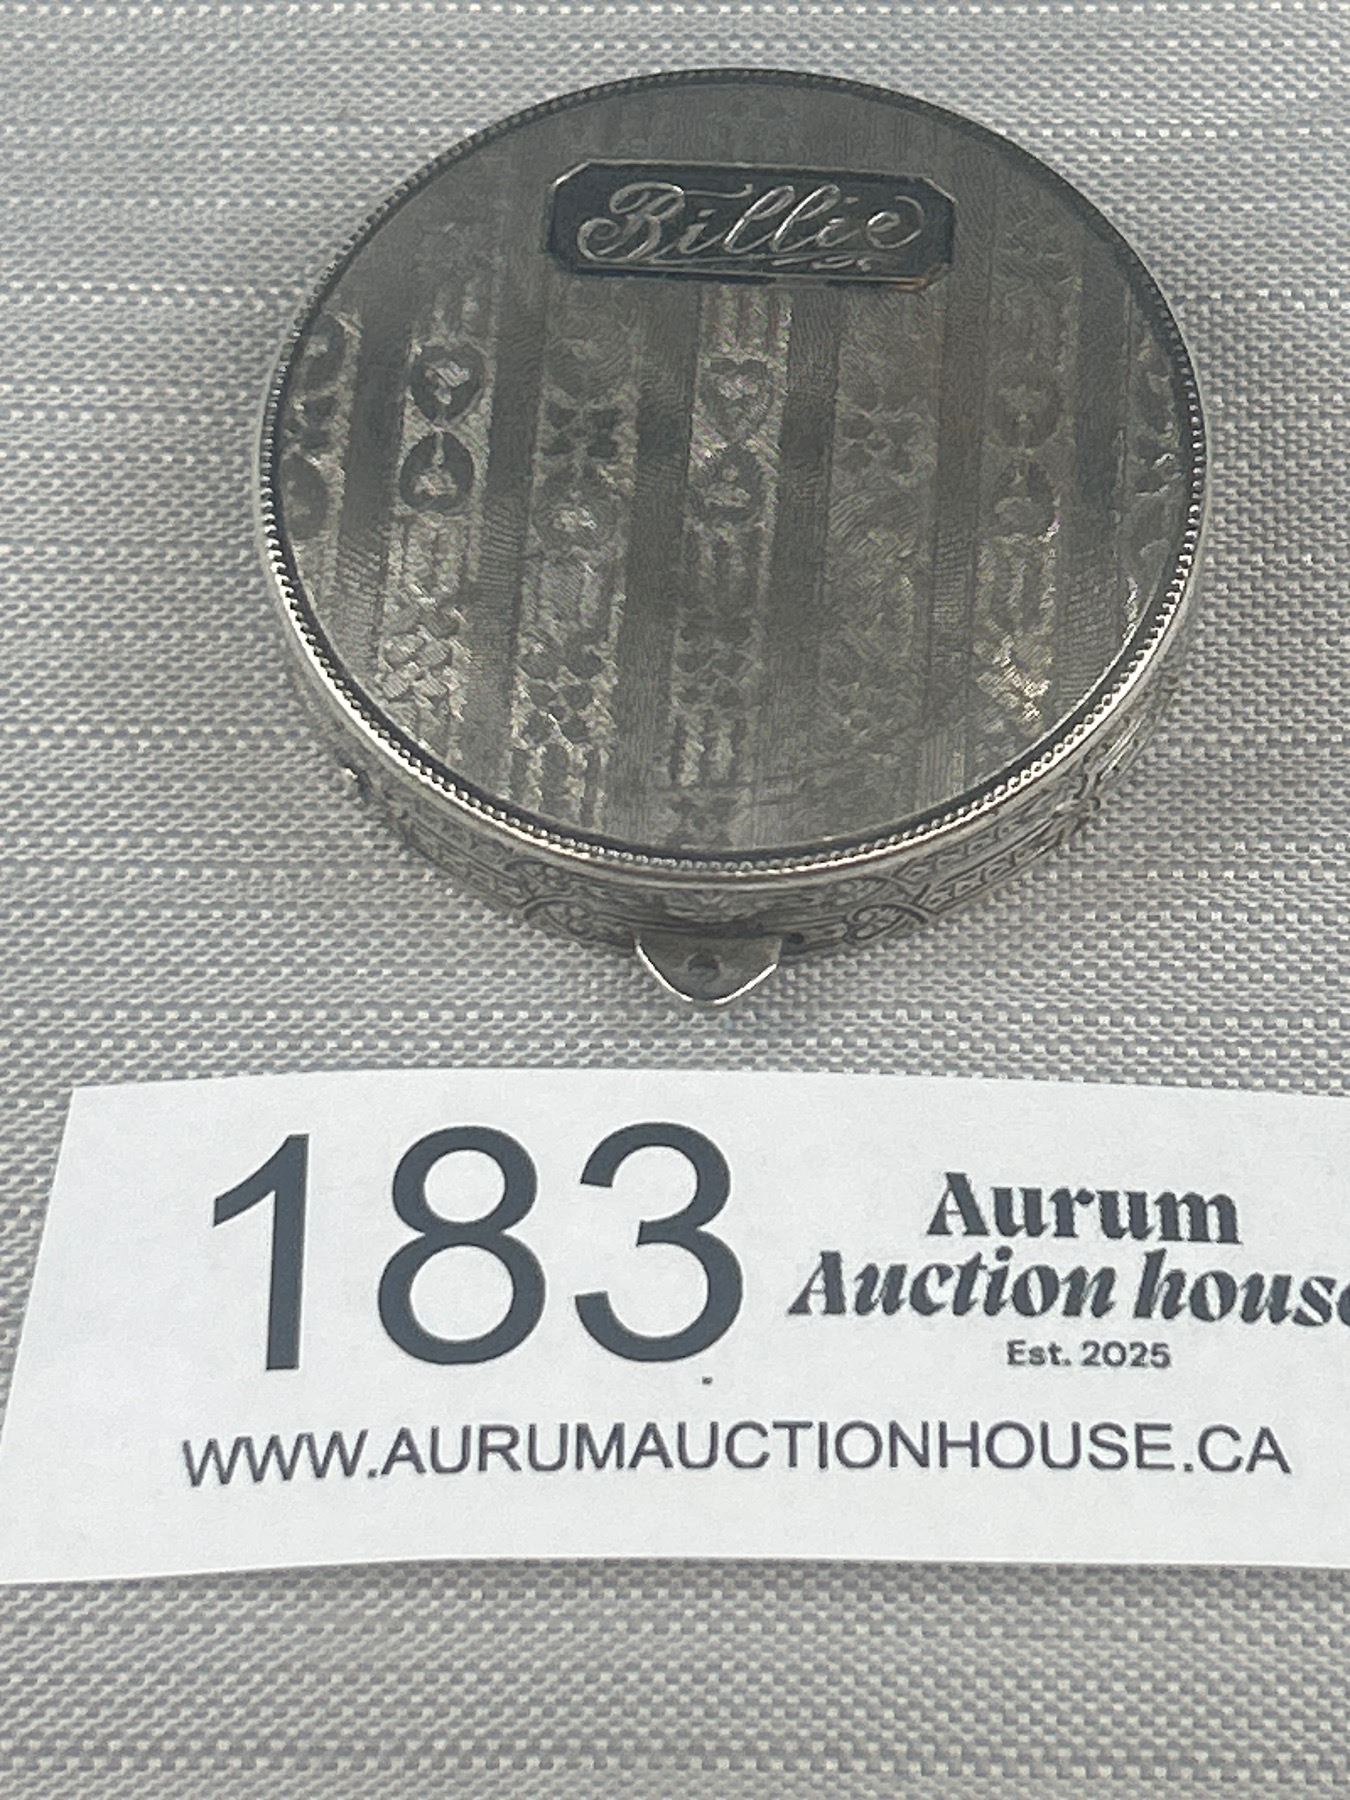 Billie
183
Aurum
Auction house
Est. 2025
WWW.AURUMAUCTIONHOUSE.CA